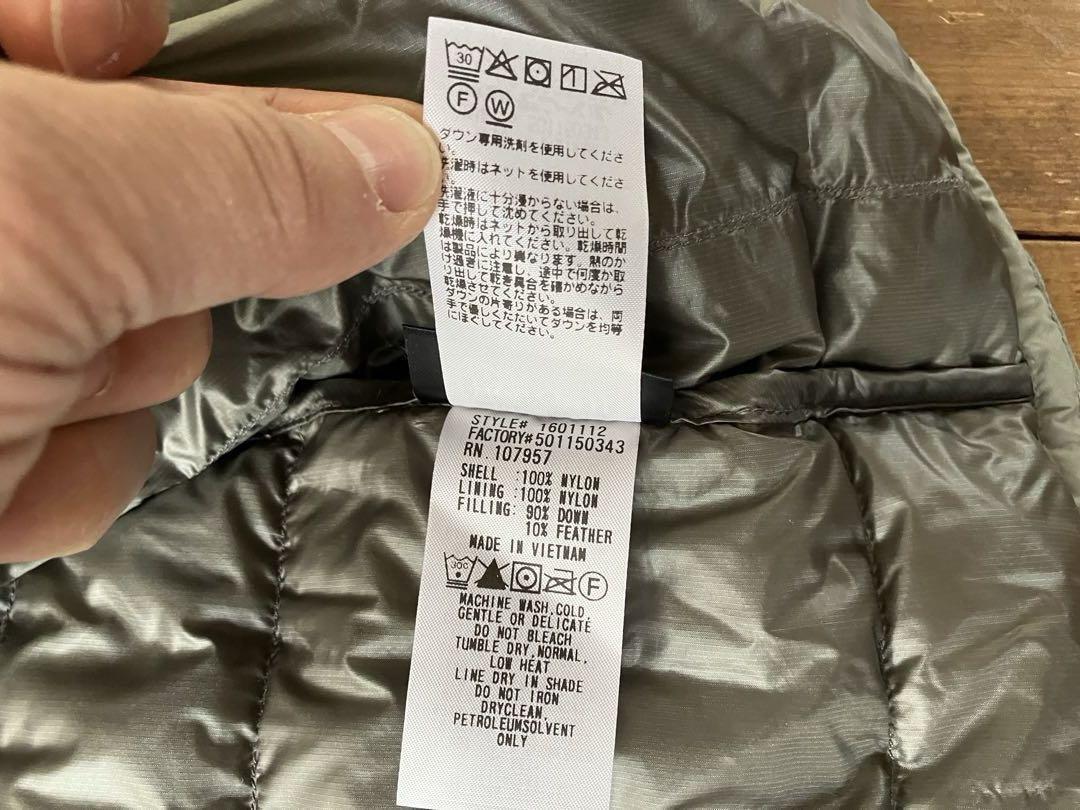 30
F W
ダウン専用洗剤を使用してくださ
い。
洗濯時はネットを使用してくださ
い。
洗濯液に十分浸からない場合は、
手で押して沈めてください。
乾燥時はネットから取り出して乾
燥機に入れてください。乾燥時間
は製品により異なります。熱のか
け過ぎに注意し、途中で何度か取
り出して乾き具合を確かめながら
乾燥させてください。
ダウンの片寄りがある場合は、両
手で優しくたたいてダウンを均等
にほぐしてください。
STYLE# 1601112
FACTORY#501150343
RN 107957
SHELL :100% NYLON
LINING :100% NYLON
FILLING: 90% DOWN
10% FEATHER
MADE IN VIETNAM
30C F
MACHINE WASH.COLD
GENTLE OR DELICATE
DO NOT BLEACH
TUMBLE DRY,NORMAL,
LOW HEAT
LINE DRY IN SHADE
DO NOT IRON
DRYCLEAN,
PETROLEUMSOLVENT
ONLY